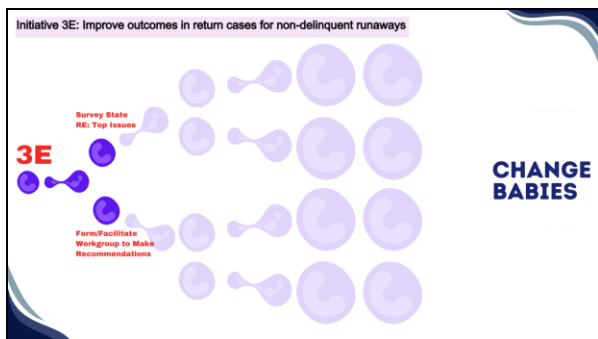 Initiative 3E: Improve outcomes in return cases for non-delinquent runaways
Survey State
RE: Top Issues
3E
Form/Facilitate
Workgroup to Make
Recommendations
CHANGE
BABIES